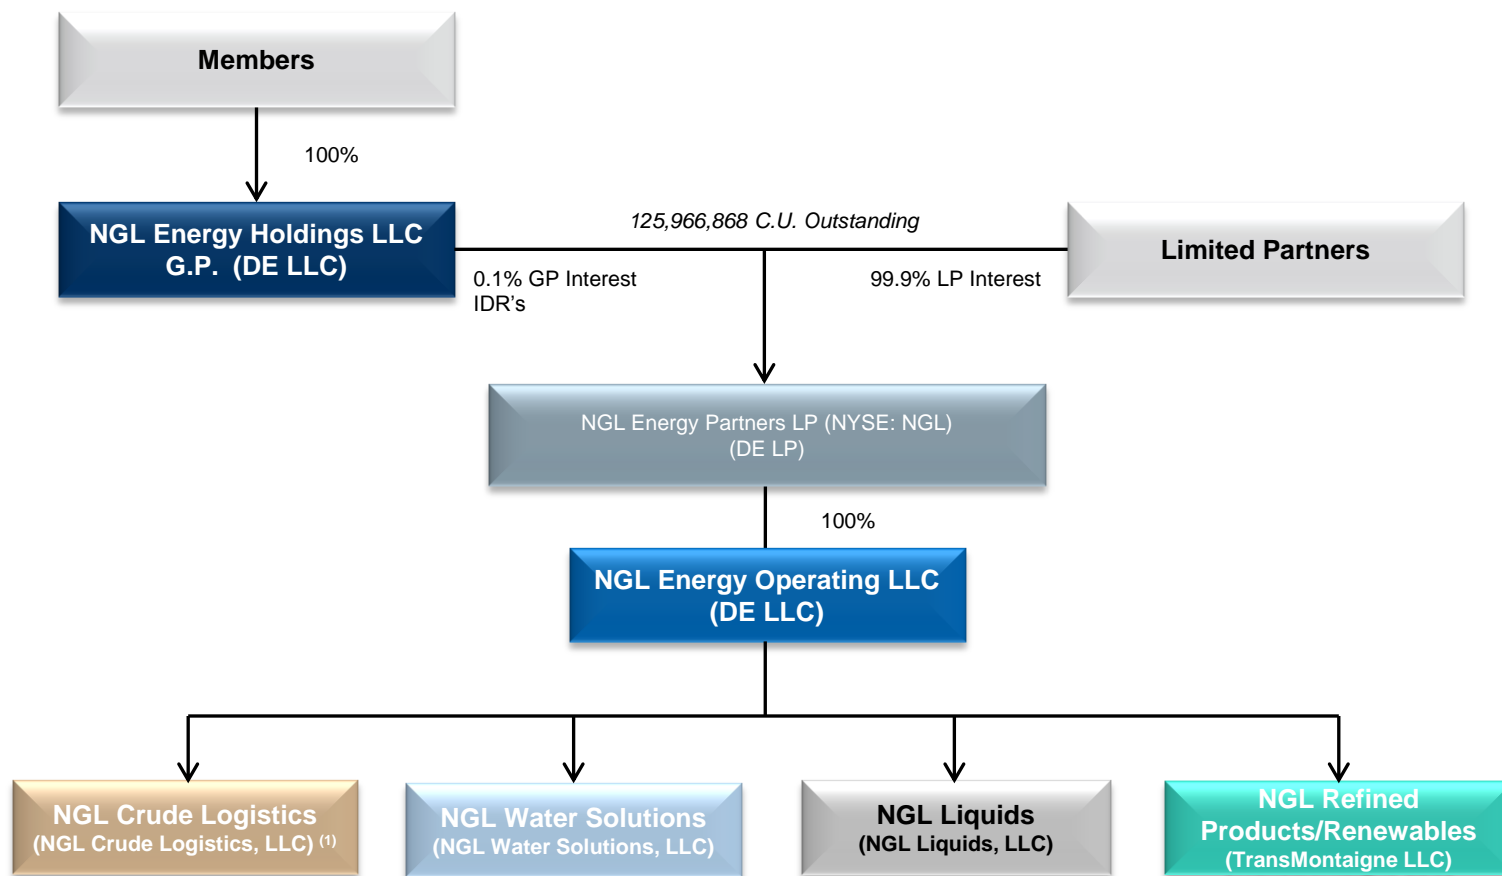 Members
100%
NGL Energy Holdings LLC
G.P. (DE LLC)
125,966,868 C.U. Outstanding
Limited Partners
0.1% GP Interest
IDR's
99.9% LP Interest
NGL Energy Partners LP (NYSE: NGL)
(DE LP)
100%
NGL Energy Operating LLC
(DE LLC)
NGL Crude Logistics
(NGL Crude Logistics, LLC) (1)
NGL Water Solutions
(NGL Water Solutions, LLC)
NGL Liquids
(NGL Liquids, LLC)
NGL Refined
Products/Renewables
(TransMontaigne LLC)